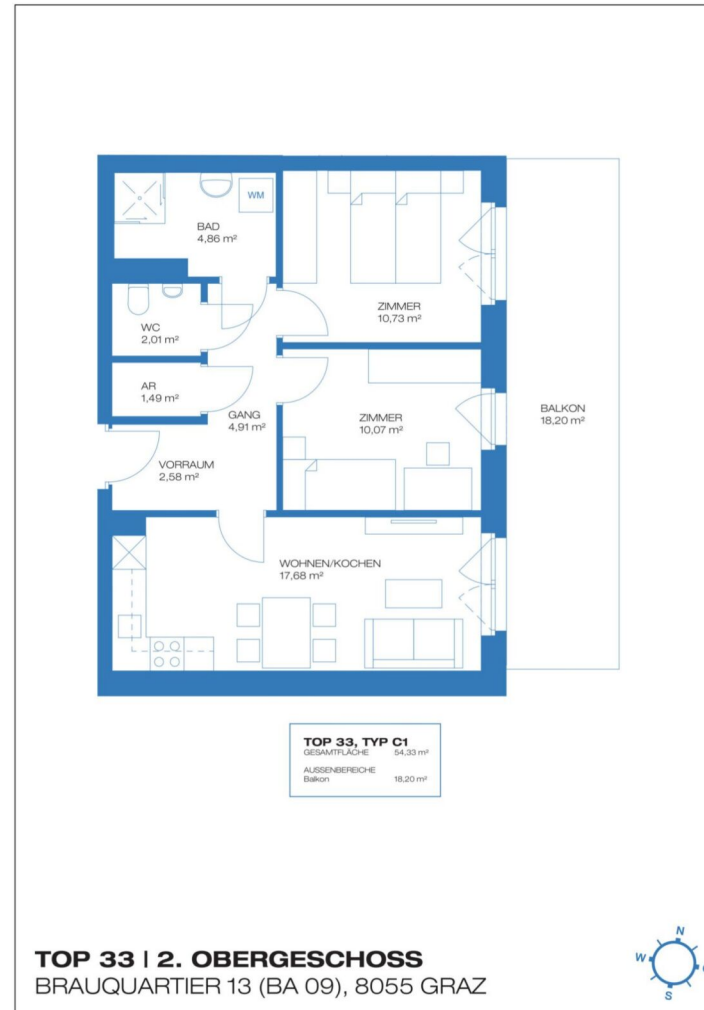 BAD
4,86 m²
WM
WC
2,01 m²
AR
1,49 m²
GANG
4,91 m²
VORRAUM
2,58 m²
ZIMMER
10,73 m²
ZIMMER
10,07 m²
BALKON
18,20 m²
WOHNEN/KOCHEN
17,68 m²
TOP 33, TYP C1
GESAMTFLÄCHE 54,33 m²
AUSSENBEREICHE
Balkon 18,20 m²
TOP 33 | 2. OBERGESCHOSS
BRAUQUARTIER 13 (BA 09), 8055 GRAZ
N
W
S